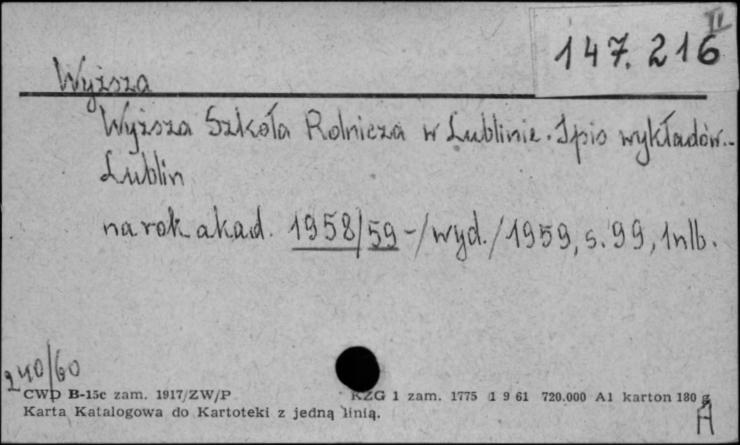 II
147.216
Wyższa
Wyższa Szkoła Rolnicza w Lublinie. Spis wykładów.-
Lublin
na rok akad. 1958/59 -/wyd./1959, s. 99, 1nlb.
240/60
CWD B-15c zam. 1917/ZW/P KZG 1 zam. 1775 1 9 61 720.000 A1 karton 180 g
Karta Katalogowa do Kartoteki z jedną linią.
A